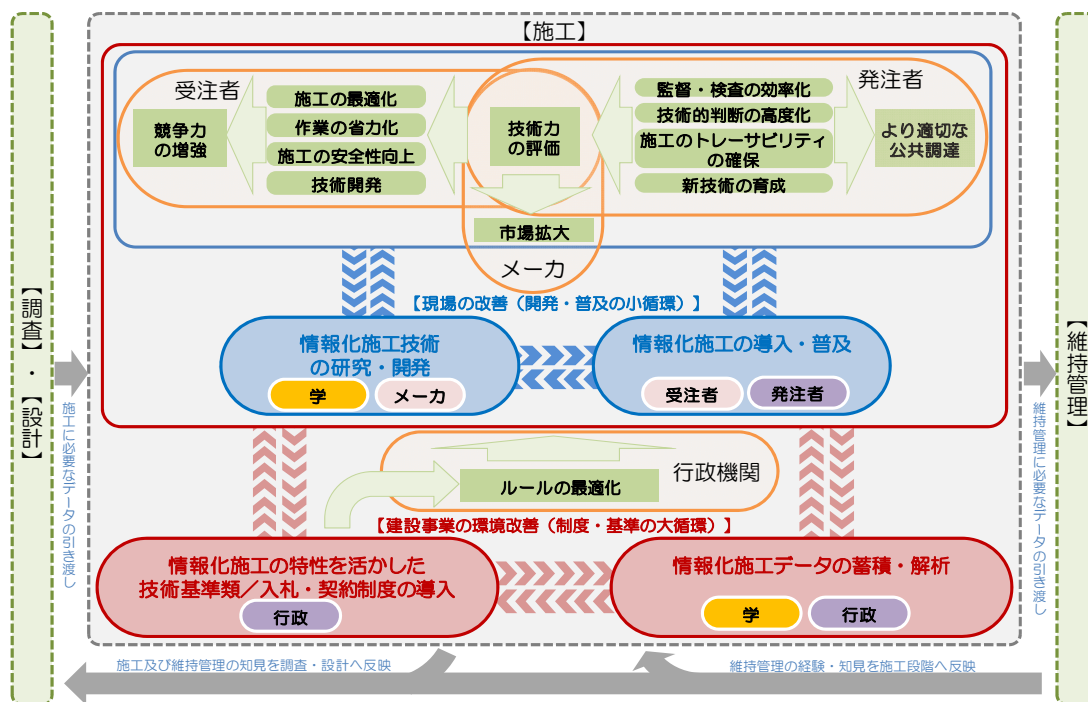 【施工】
受注者
競争力
の増強
施工の最適化
作業の省力化
施工の安全性向上
技術開発
技術力
の評価
市場拡大
メーカ
監督・検査の効率化
技術的判断の高度化
施工のトレーサビリティ
の確保
新技術の育成
発注者
より適切な
公共調達
【現場の改善（開発・普及の小循環）】
情報化施工技術
の研究・開発
学
メーカ
情報化施工の導入・普及
受注者
発注者
ルールの最適化
行政機関
【建設事業の環境改善（制度・基準の大循環）】
情報化施工の特性を活かした
技術基準類／入札・契約制度の導入
行政
情報化施工データの蓄積・解析
学
行政
【調査】・【設計】
施工に必要なデータの引き渡し
【維持管理】
維持管理に必要なデータの引き渡し
施工及び維持管理の知見を調査・設計へ反映
維持管理の経験・知見を施工段階へ反映